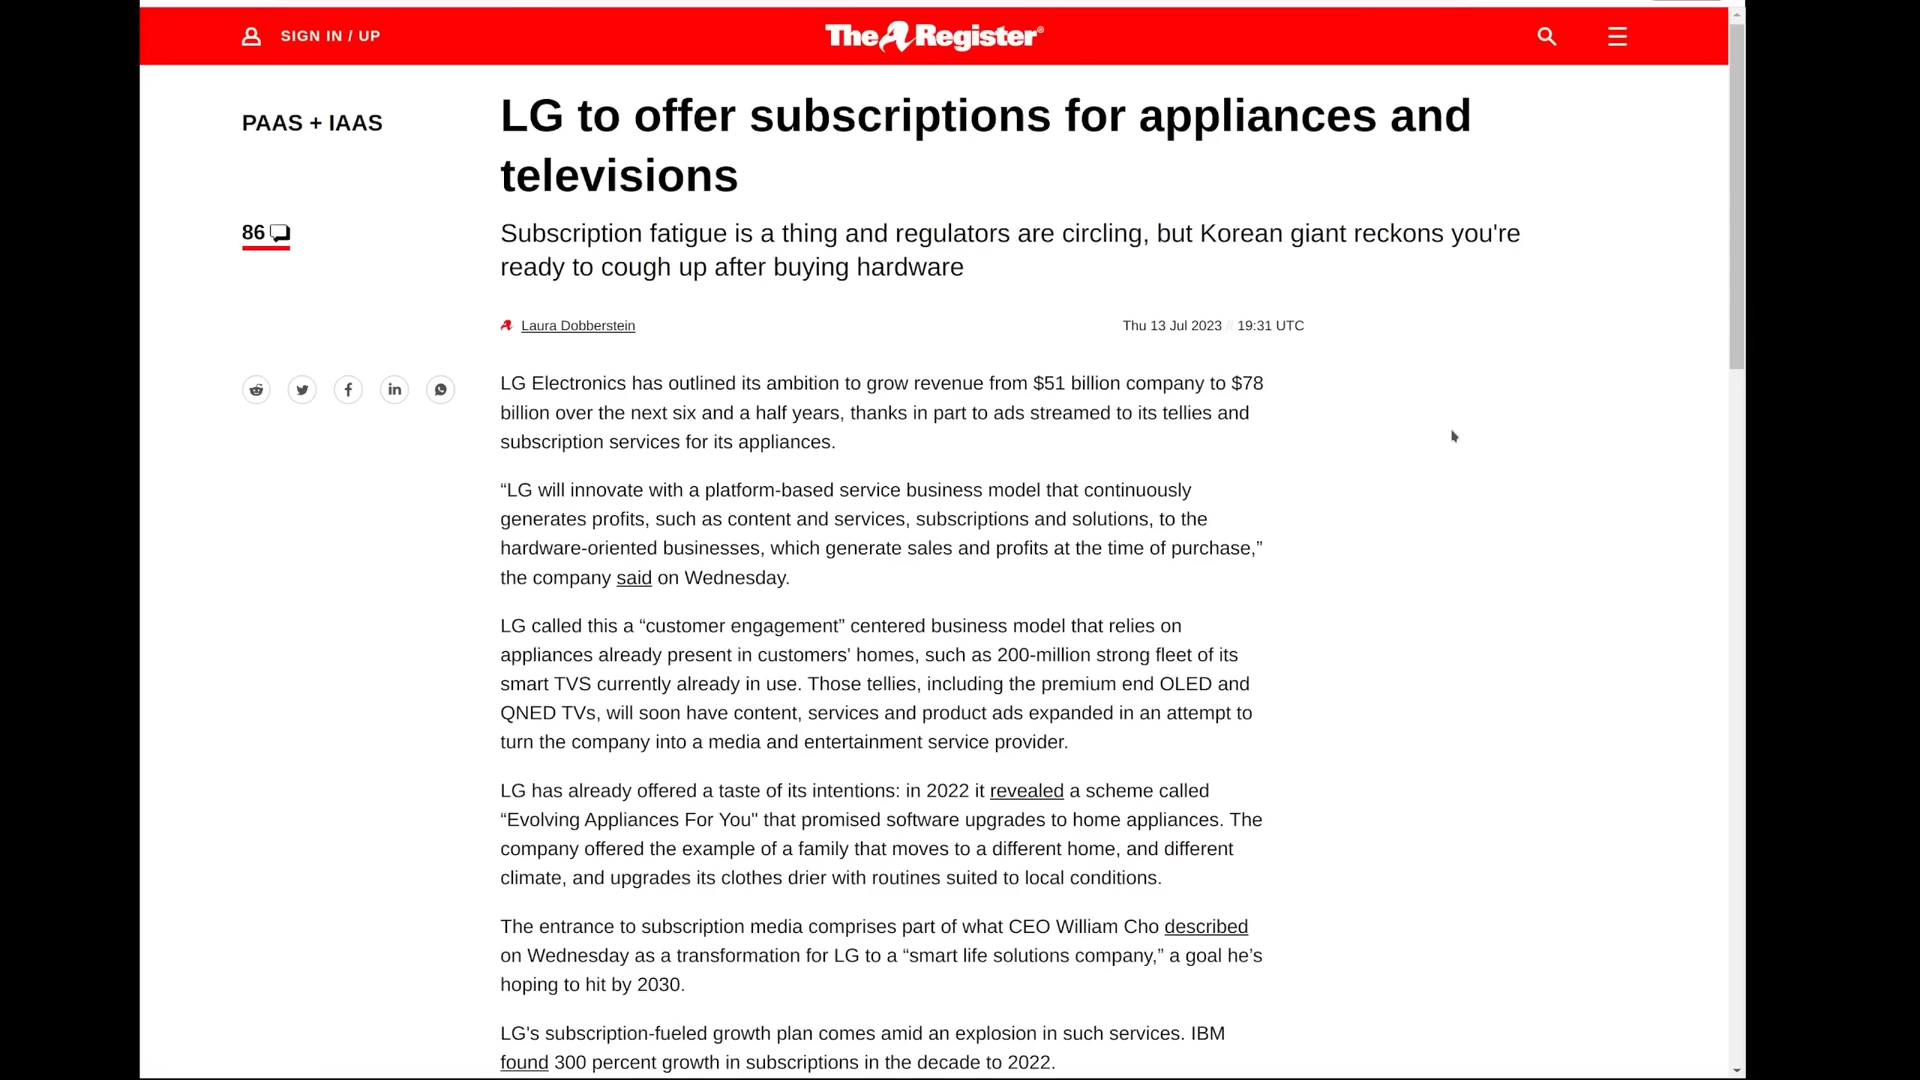 SIGN IN / UP
The Register®
PAAS + IAAS
LG to offer subscriptions for appliances and
televisions
86
Subscription fatigue is a thing and regulators are circling, but Korean giant reckons you're
ready to cough up after buying hardware
Laura Dobberstein
Thu 13 Jul 2023 // 19:31 UTC
LG Electronics has outlined its ambition to grow revenue from $51 billion company to $78
billion over the next six and a half years, thanks in part to ads streamed to its tellies and
subscription services for its appliances.
“LG will innovate with a platform-based service business model that continuously
generates profits, such as content and services, subscriptions and solutions, to the
hardware-oriented businesses, which generate sales and profits at the time of purchase,”
the company said on Wednesday.
LG called this a “customer engagement” centered business model that relies on
appliances already present in customers' homes, such as 200-million strong fleet of its
smart TVS currently already in use. Those tellies, including the premium end OLED and
QNED TVs, will soon have content, services and product ads expanded in an attempt to
turn the company into a media and entertainment service provider.
LG has already offered a taste of its intentions: in 2022 it revealed a scheme called
“Evolving Appliances For You" that promised software upgrades to home appliances. The
company offered the example of a family that moves to a different home, and different
climate, and upgrades its clothes drier with routines suited to local conditions.
The entrance to subscription media comprises part of what CEO William Cho described
on Wednesday as a transformation for LG to a “smart life solutions company,” a goal he’s
hoping to hit by 2030.
LG's subscription-fueled growth plan comes amid an explosion in such services. IBM
found 300 percent growth in subscriptions in the decade to 2022.